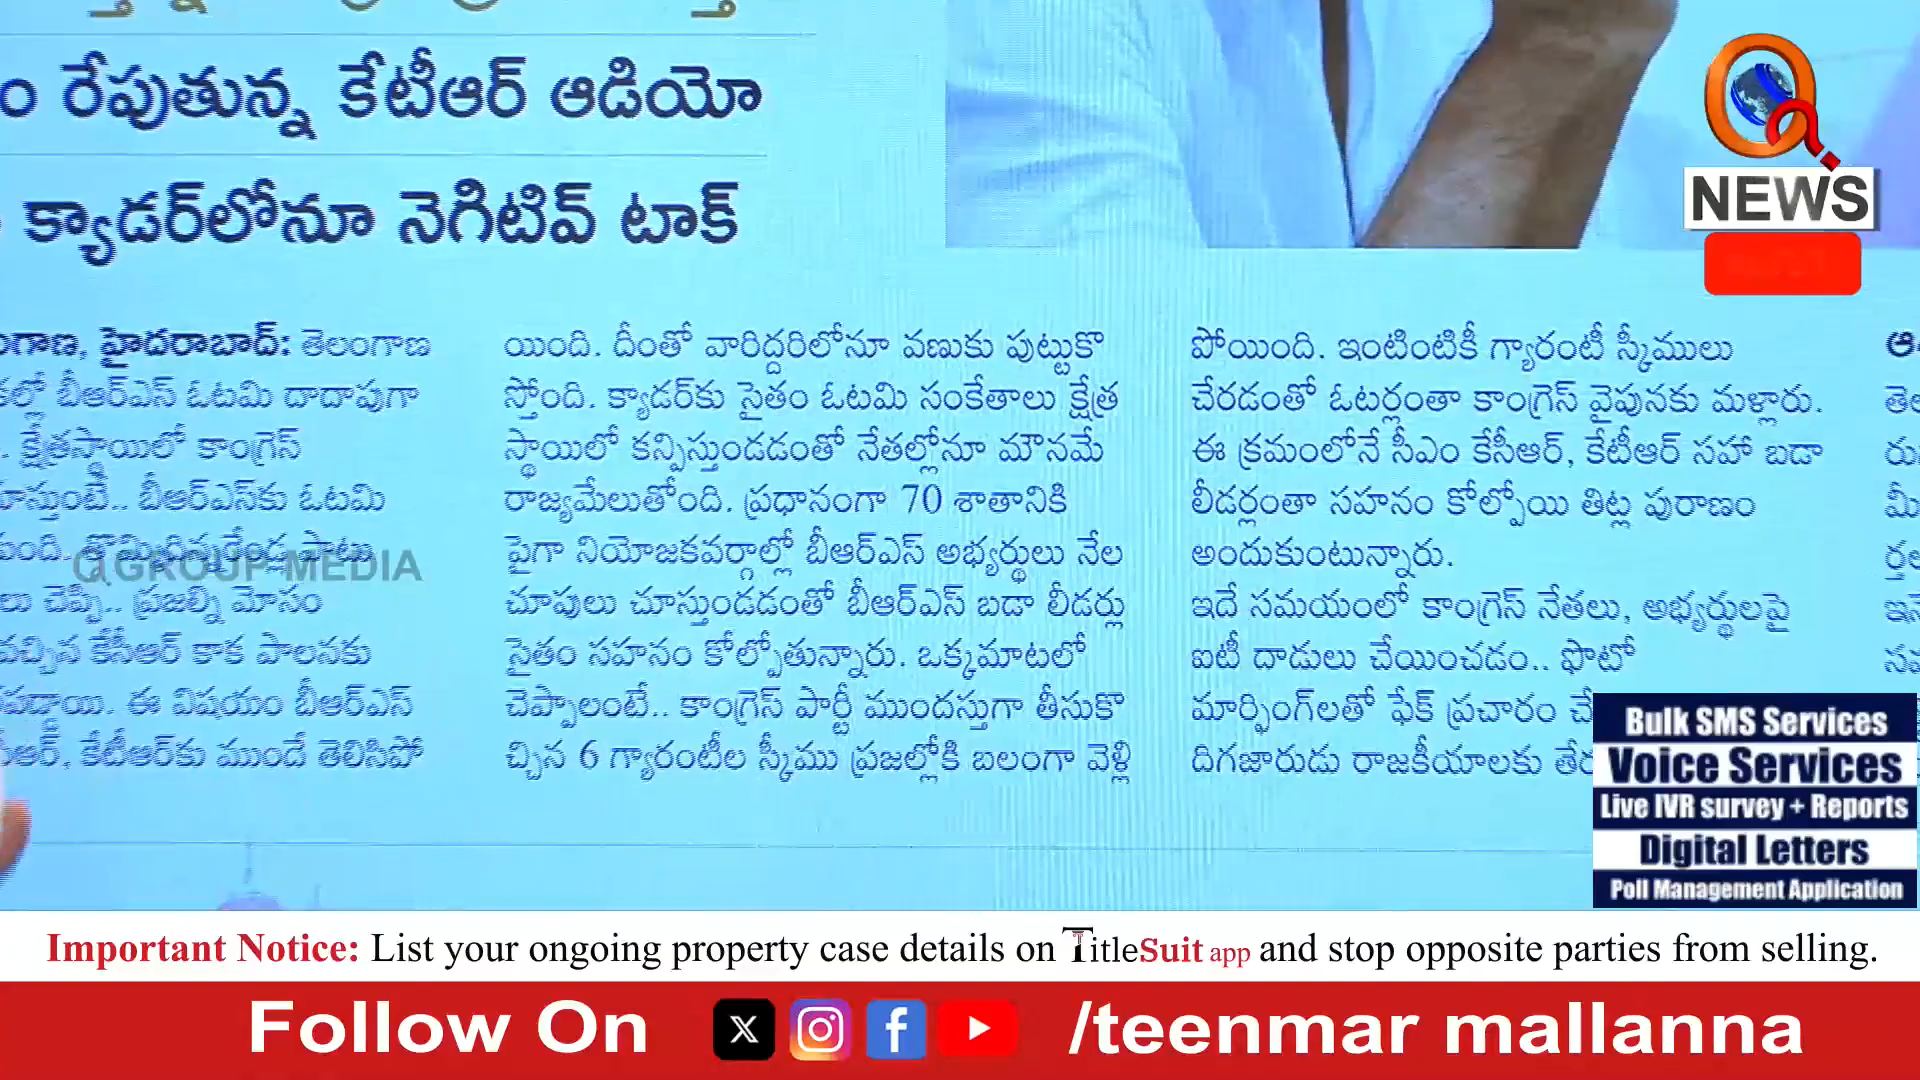 రేపుతున్న కేటీఆర్ ఆడియో
క్యాడర్‌లోనూ నెగిటివ్ టాక్
హైదరాబాద్: తెలంగాణ
బీఆర్ఎస్ ఓటమి దాదాపుగా
క్షేత్రస్థాయిలో కాంగ్రెస్
బీఆర్ఎస్‌కు ఓటమి
చెప్పి.. ప్రజల్ని మోసం
కేసీఆర్ కాక పాలనకు
ఈ విషయం బీఆర్ఎస్
కేటీఆర్‌కు ముందే తెలిసిపో
యింది. దీంతో వారిద్దరిలోనూ వణుకు పుట్టుకొ
స్తోంది. క్యాడర్‌కు సైతం ఓటమి సంకేతాలు క్షేత్ర
స్థాయిలో కన్పిస్తుండడంతో నేతల్లోనూ మౌనమే
రాజ్యమేలుతోంది. ప్రధానంగా 70 శాతానికి
పైగా నియోజకవర్గాల్లో బీఆర్ఎస్ అభ్యర్థులు నేల
చూపులు చూస్తుండడంతో బీఆర్ఎస్ బడా లీడర్లు
సైతం సహనం కోల్పోతున్నారు. ఒక్కమాటలో
చెప్పాలంటే.. కాంగ్రెస్ పార్టీ ముందస్తుగా తీసుకొ
చ్చిన 6 గ్యారంటీల స్కీము ప్రజల్లోకి బలంగా వెళ్లి
పోయింది. ఇంటింటికీ గ్యారంటీ స్కీములు
చేరడంతో ఓటర్లంతా కాంగ్రెస్ వైపునకు మళ్లారు.
ఈ క్రమంలోనే సీఎం కేసీఆర్, కేటీఆర్ సహా బడా
లీడర్లంతా సహనం కోల్పోయి తిట్ల పురాణం
అందుకుంటున్నారు.
ఇదే సమయంలో కాంగ్రెస్ నేతలు, అభ్యర్థులపై
ఐటీ దాడులు చేయించడం.. ఫొటో
మార్ఫింగ్‌లతో ఫేక్ ప్రచారం
దిగజారుడు రాజకీయాలకు
Q GROUP MEDIA
Q
NEWS
Bulk SMS Services
Voice Services
Live IVR survey + Reports
Digital Letters
Poll Management Application
Important Notice: List your ongoing property case details on TitleSuit app and stop opposite parties from selling.
Follow On /teenmar mallanna